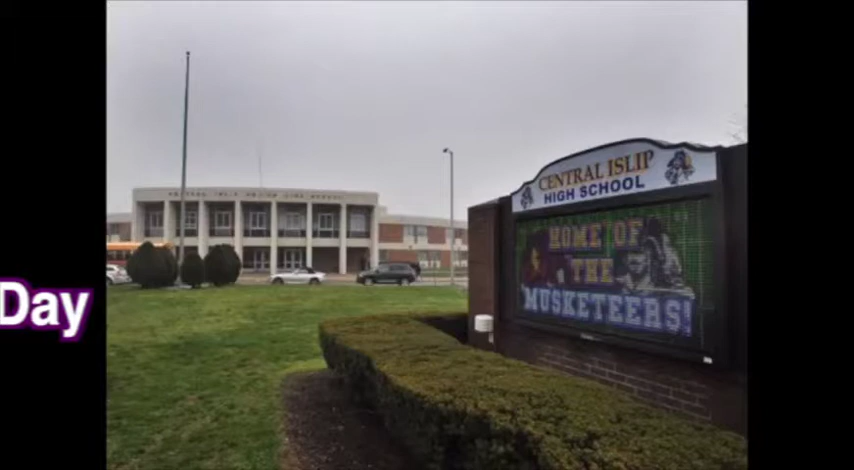 Day
CENTRAL ISLIP
HIGH SCHOOL
HOME OF
THE
MUSKETEERS!